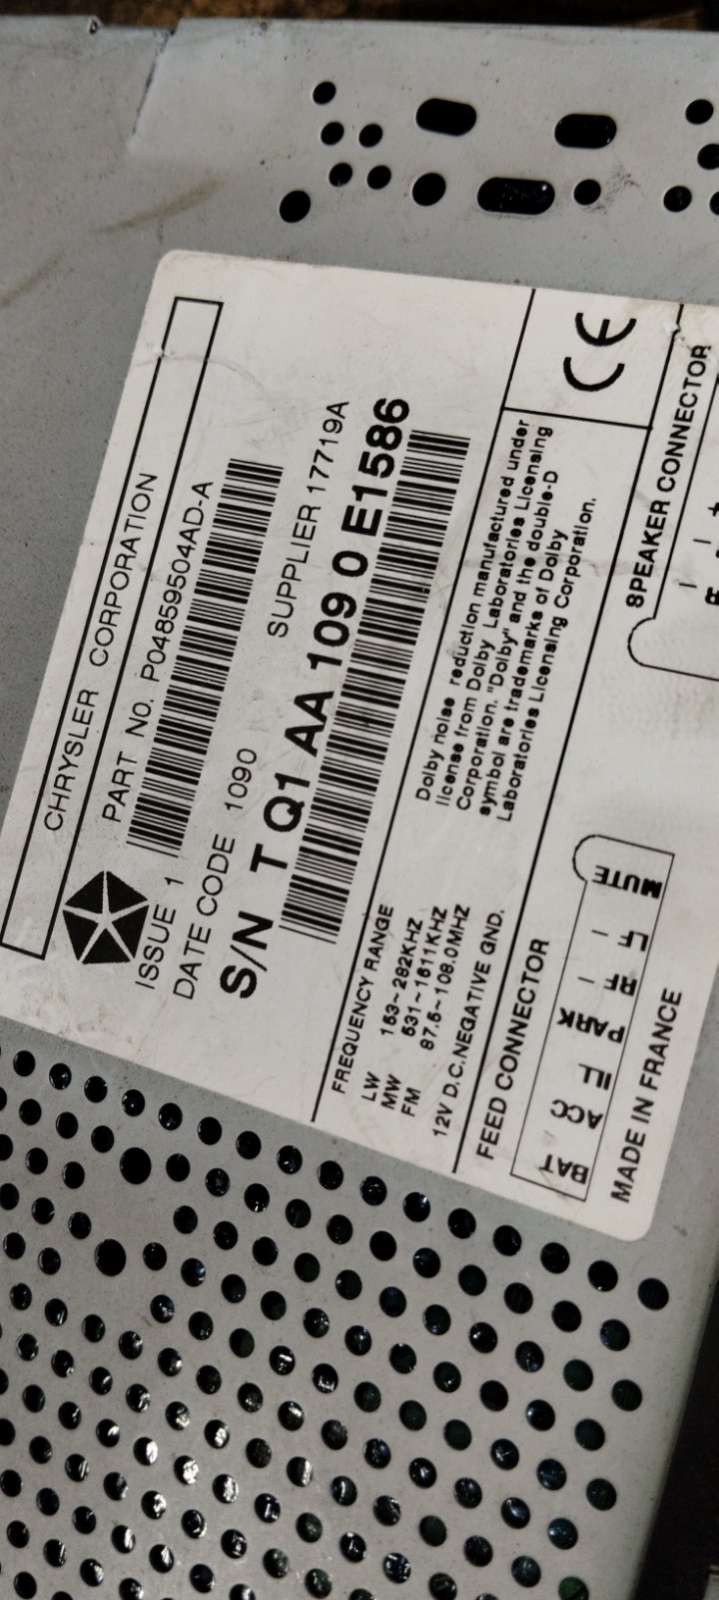 CHRYSLER CORPORATION
PART NO. P04859504AD-A
ISSUE 1
DATE CODE 1090 SUPPLIER 17719A
S/N T Q1 AA 109 0 E1586
FREQUENCY RANGE
LW 153~282KHZ
MW 531~1611KHZ
FM 87.5~108.0MHZ
12V D.C.NEGATIVE GND.
Dolby noise reduction manufactured under
license from Dolby Laboratories Licensing
Corporation. "Dolby" and the double-D
symbol are trademarks of Dolby
Laboratories Licensing Corporation.
CE
FEED CONNECTOR
BAT ACC ILL PARK RF - LF - MUTE
SPEAKER CONNECTOR
MADE IN FRANCE